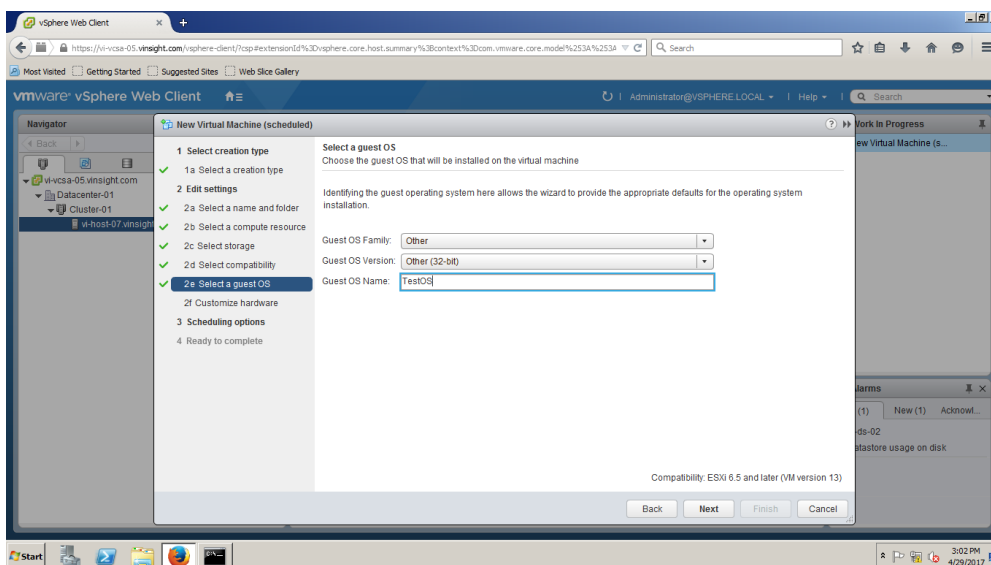 vSphere Web Client
https://vi-vcsa-05.vinsight.com/vsphere-client/?csp#extensionId%3Dvsphere.core.host.summary%3Bcontext%3Dcom.vmware.core.model%253A%253A
Search
Most Visited Getting Started Suggested Sites Web Slice Gallery
vmware® vSphere Web Client
Administrator@VSPHERE.LOCAL Help Search
Navigator
Back
vi-vcsa-05.vinsight.com
Datacenter-01
Cluster-01
vi-host-07.vinsight
New Virtual Machine (scheduled)
1 Select creation type
1a Select a creation type
2 Edit settings
2a Select a name and folder
2b Select a compute resource
2c Select storage
2d Select compatibility
2e Select a guest OS
2f Customize hardware
3 Scheduling options
4 Ready to complete
Select a guest OS
Choose the guest OS that will be installed on the virtual machine
Identifying the guest operating system here allows the wizard to provide the appropriate defaults for the operating system
installation.
Guest OS Family: Other
Guest OS Version: Other (32-bit)
Guest OS Name: TestOS
Compatibility: ESXi 6.5 and later (VM version 13)
Back Next Finish Cancel
Work In Progress
ew Virtual Machine (s...
larms
(1) New (1) Acknowl...
-ds-02
atastore usage on disk
Start
3:02 PM
4/29/2017